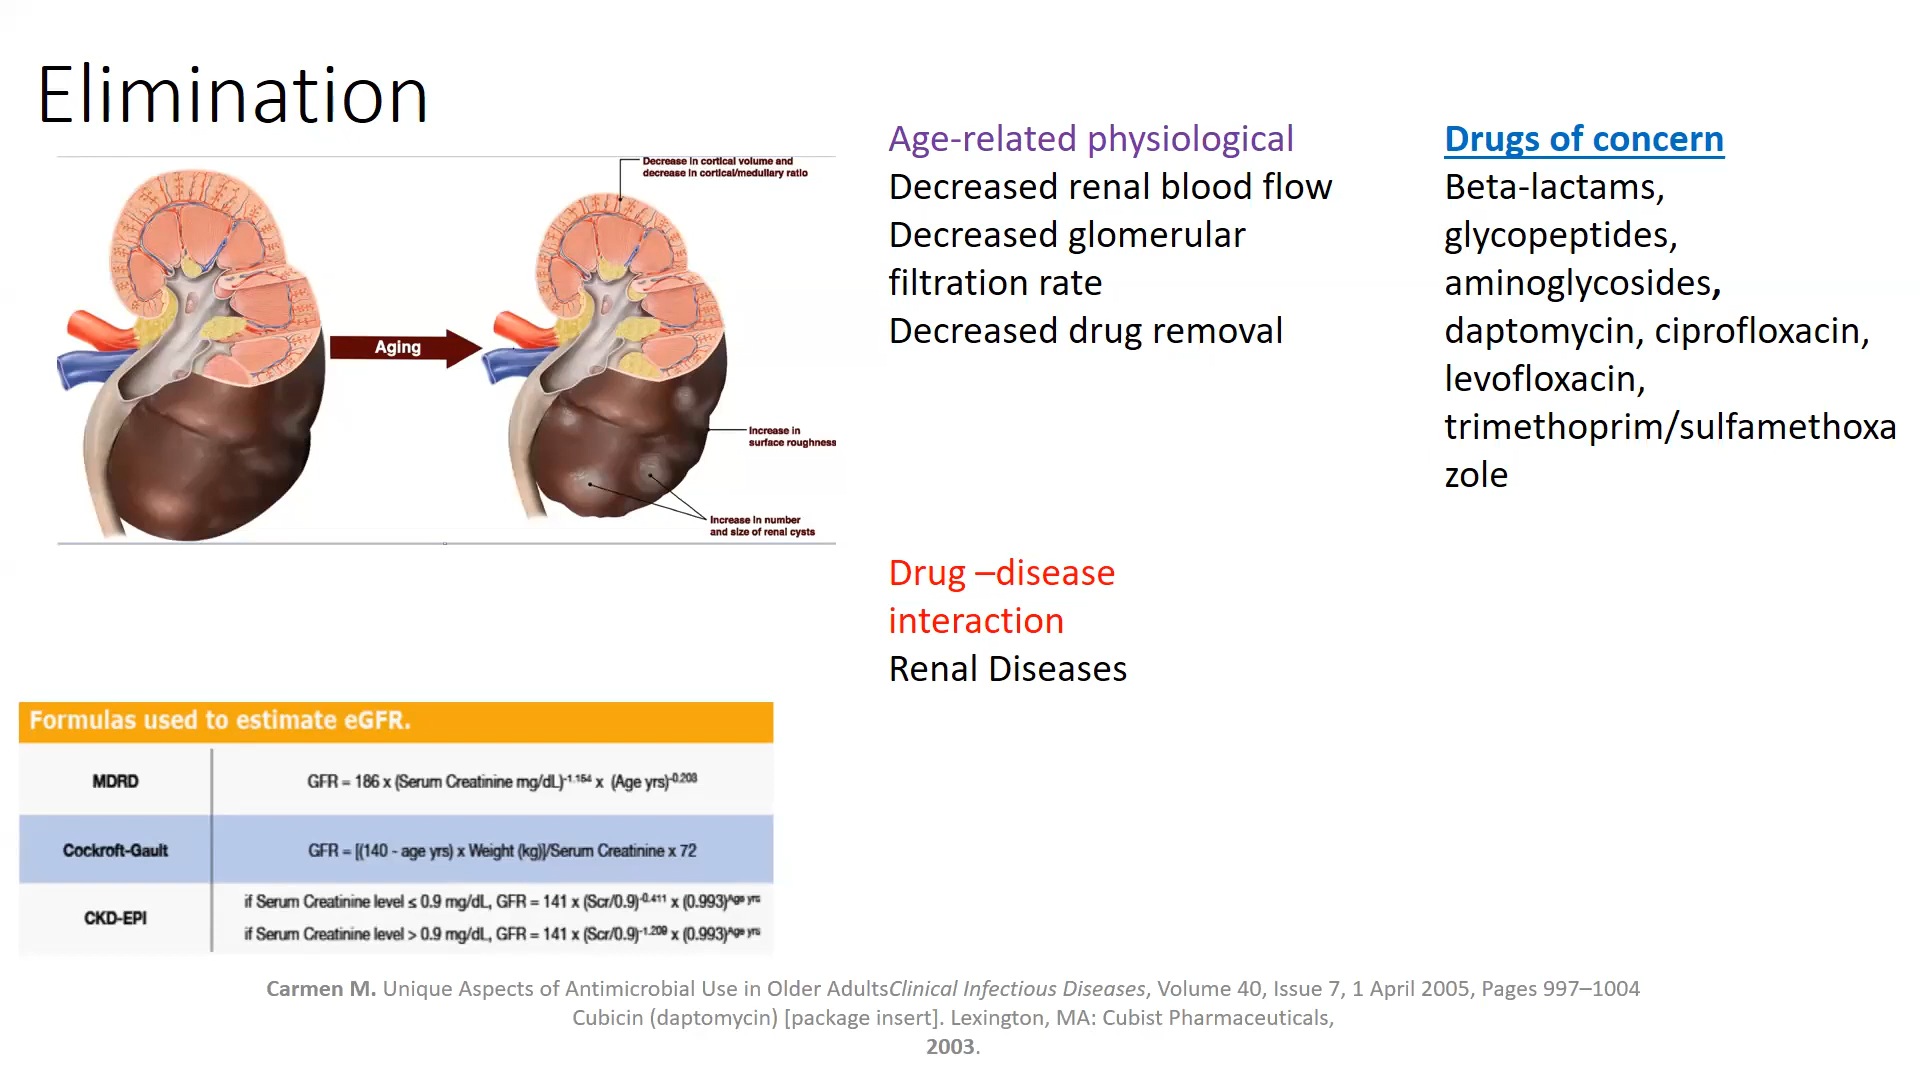 Elimination
Decrease in cortical volume and
decrease in cortical/medullary ratio
Aging
Increase in
surface roughness
Increase in number
and size of renal cysts
Age-related physiological
Decreased renal blood flow
Decreased glomerular
filtration rate
Decreased drug removal
Drug –disease
interaction
Renal Diseases
Drugs of concern
Beta-lactams,
glycopeptides,
aminoglycosides,
daptomycin, ciprofloxacin,
levofloxacin,
trimethoprim/sulfamethoxa
zole
Formulas used to estimate eGFR.
MDRD
GFR = 186 x (Serum Creatinine mg/dL)-1.154 x (Age yrs)-0.203
Cockroft-Gault
GFR = [(140 - age yrs) x Weight (kg)]/Serum Creatinine x 72
CKD-EPI
if Serum Creatinine level ≤ 0.9 mg/dL, GFR = 141 x (Scr/0.9)-0.411 x (0.993)Age yrs
if Serum Creatinine level > 0.9 mg/dL, GFR = 141 x (Scr/0.9)-1.209 x (0.993)Age yrs
Carmen M. Unique Aspects of Antimicrobial Use in Older AdultsClinical Infectious Diseases, Volume 40, Issue 7, 1 April 2005, Pages 997–1004
Cubicin (daptomycin) [package insert]. Lexington, MA: Cubist Pharmaceuticals,
2003.